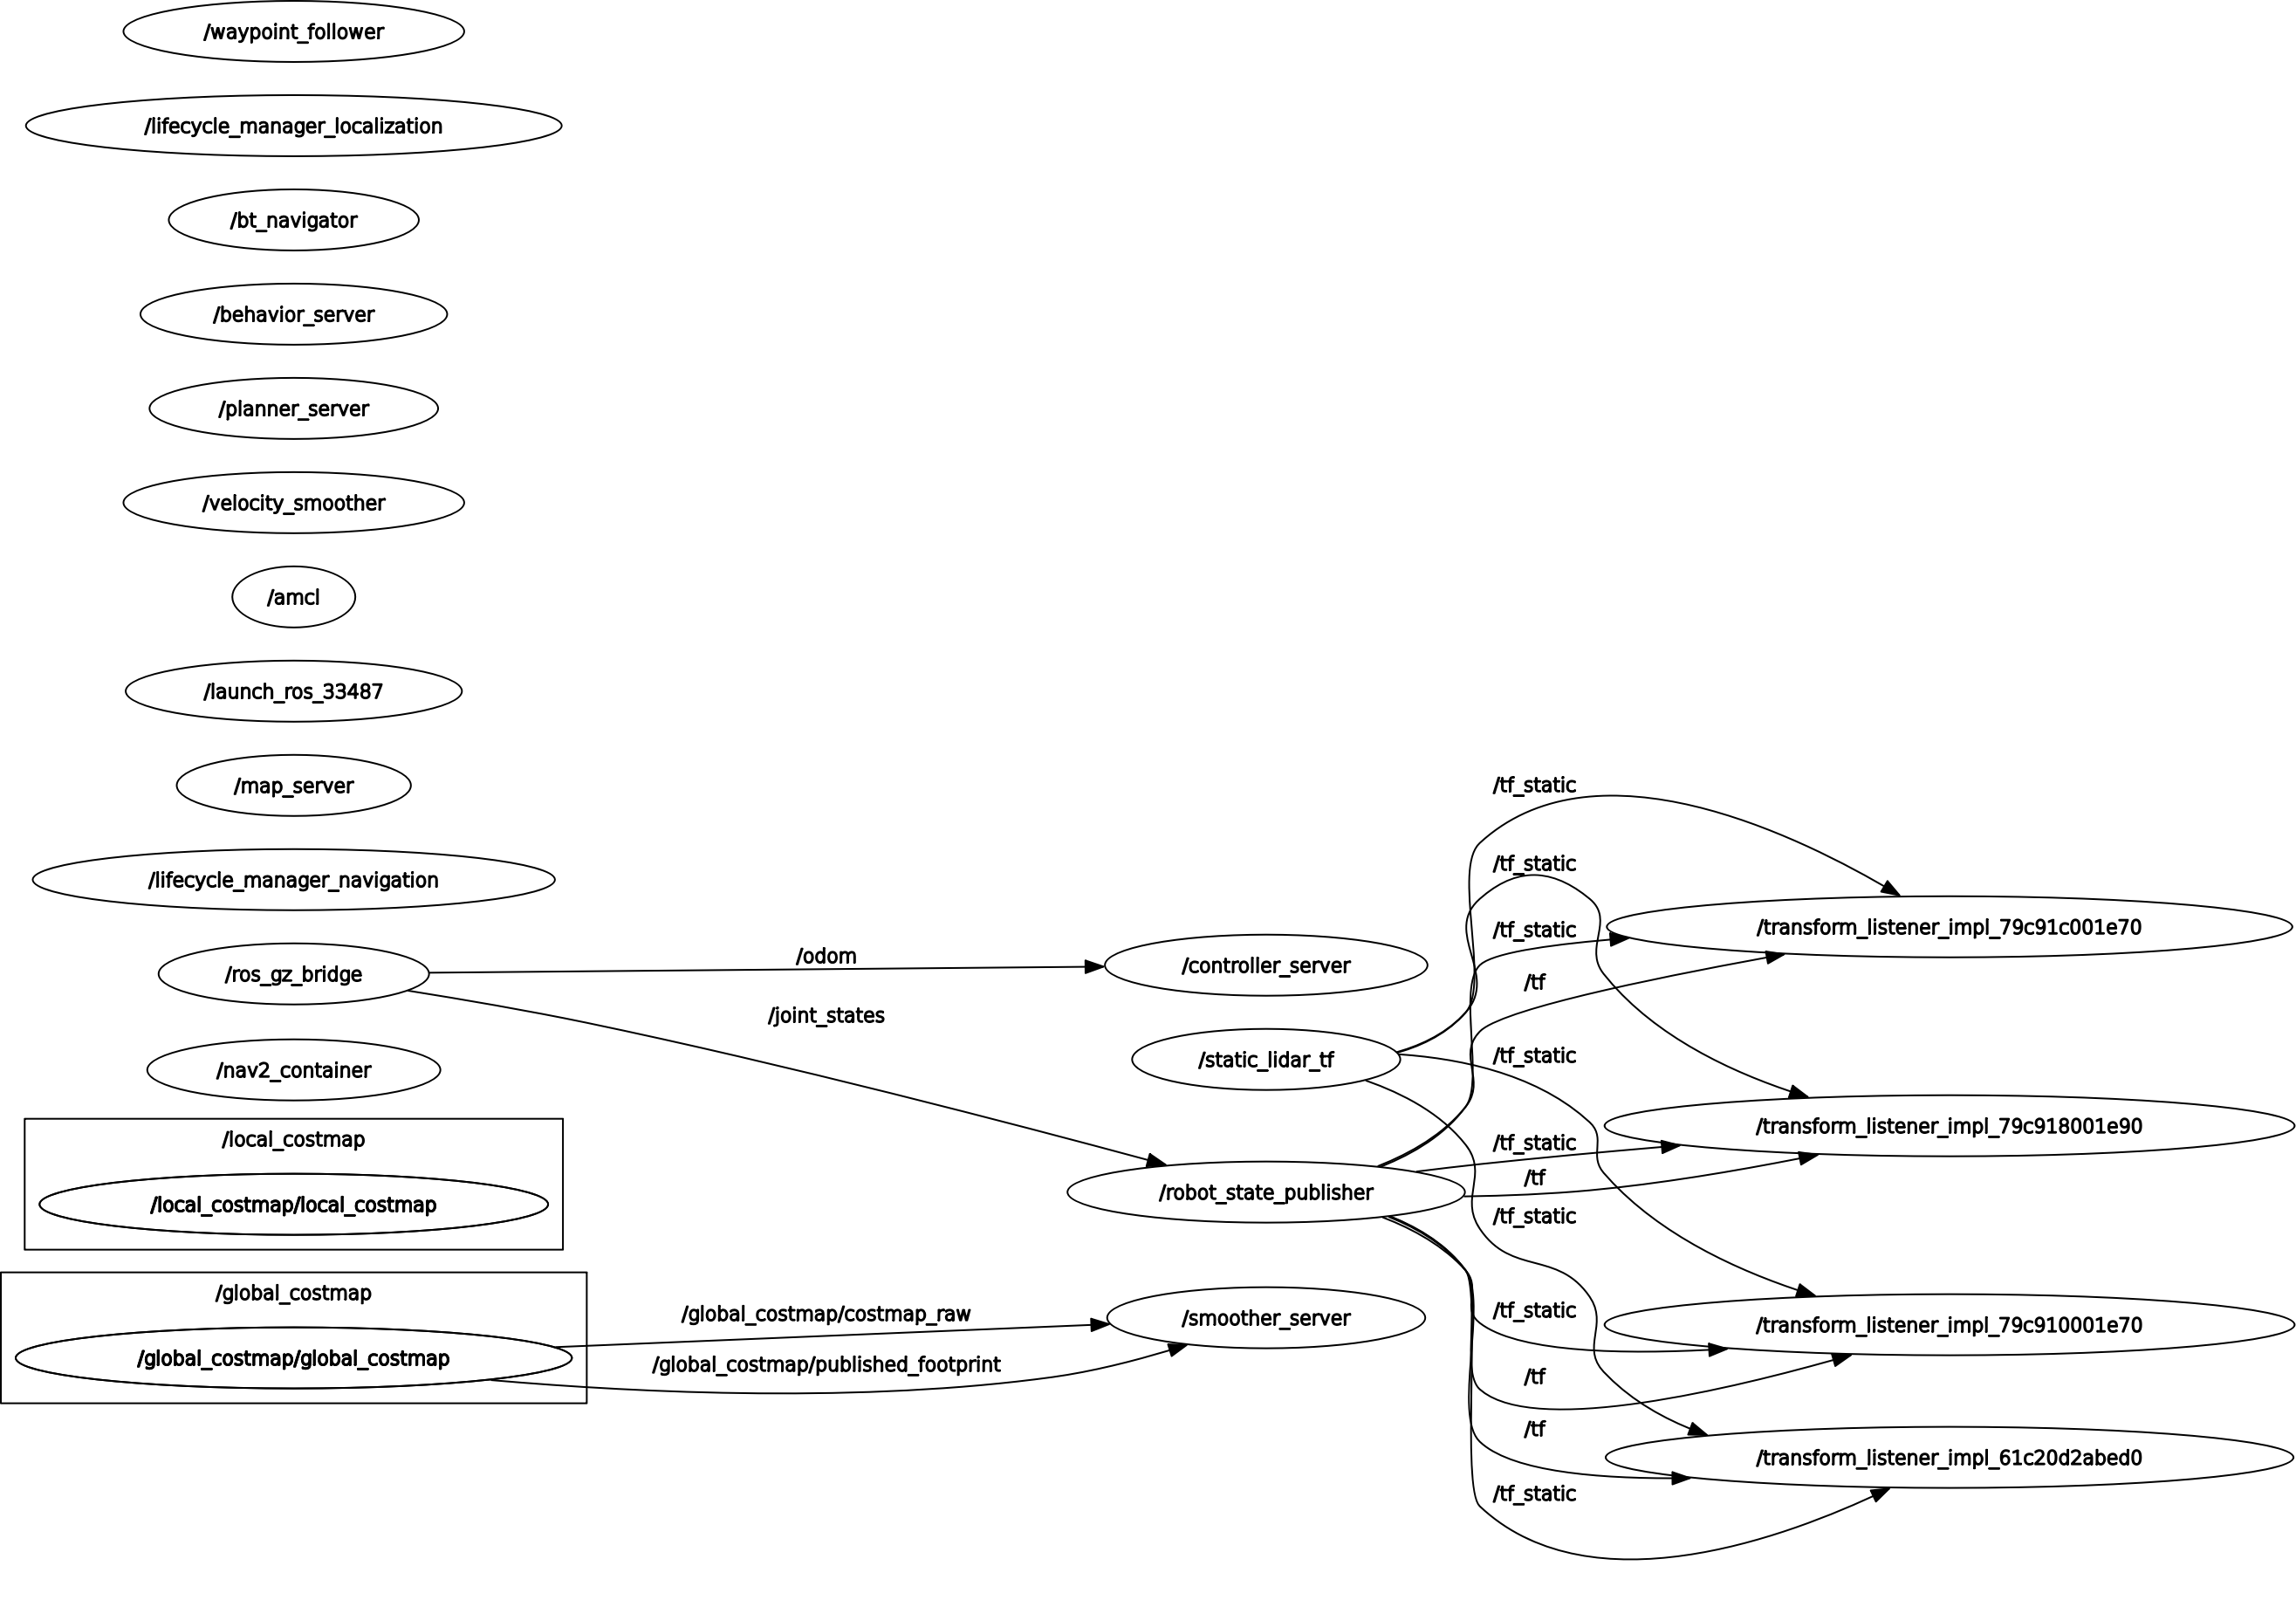 /waypoint_follower
/lifecycle_manager_localization
/bt_navigator
/behavior_server
/planner_server
/velocity_smoother
/amcl
/launch_ros_33487
/map_server
/lifecycle_manager_navigation
/ros_gz_bridge
/nav2_container
/local_costmap
/local_costmap/local_costmap
/global_costmap
/global_costmap/global_costmap
/odom
/joint_states
/global_costmap/costmap_raw
/global_costmap/published_footprint
/controller_server
/static_lidar_tf
/robot_state_publisher
/smoother_server
/tf_static
/tf_static
/tf_static
/tf
/tf_static
/tf_static
/tf
/tf_static
/tf_static
/tf
/tf
/tf_static
/transform_listener_impl_79c91c001e70
/transform_listener_impl_79c918001e90
/transform_listener_impl_79c910001e70
/transform_listener_impl_61c20d2abed0